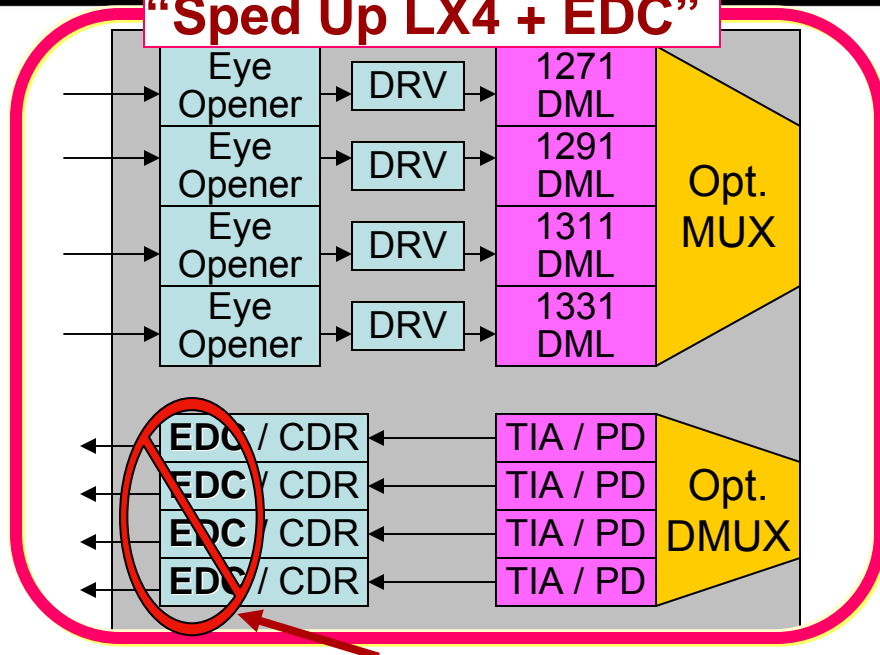 “Sped Up LX4 + EDC”
Eye
Opener
DRV
1271
DML
Eye
Opener
DRV
1291
DML
Eye
Opener
DRV
1311
DML
Eye
Opener
DRV
1331
DML
Opt.
MUX
EDC / CDR
TIA / PD
EDC / CDR
TIA / PD
EDC / CDR
TIA / PD
EDC / CDR
TIA / PD
Opt.
DMUX